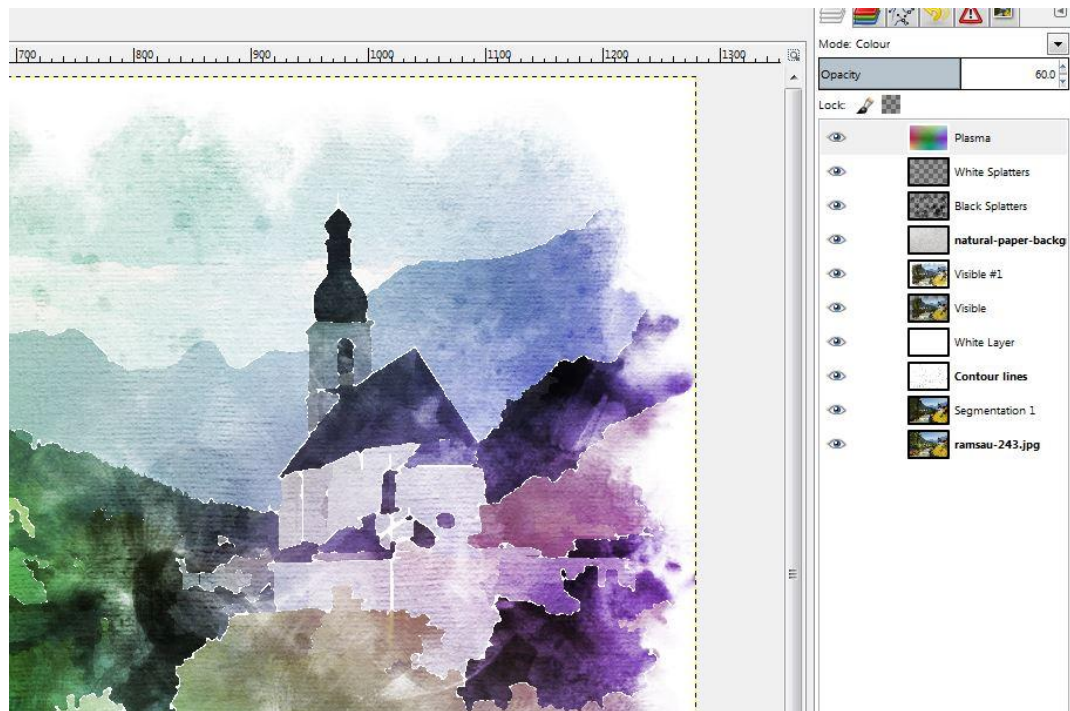 700 800 900 1000 1100 1200 1300
Mode: Colour
Opacity 60.0
Lock:
Plasma
White Splatters
Black Splatters
natural-paper-backg
Visible #1
Visible
White Layer
Contour lines
Segmentation 1
ramsau-243.jpg